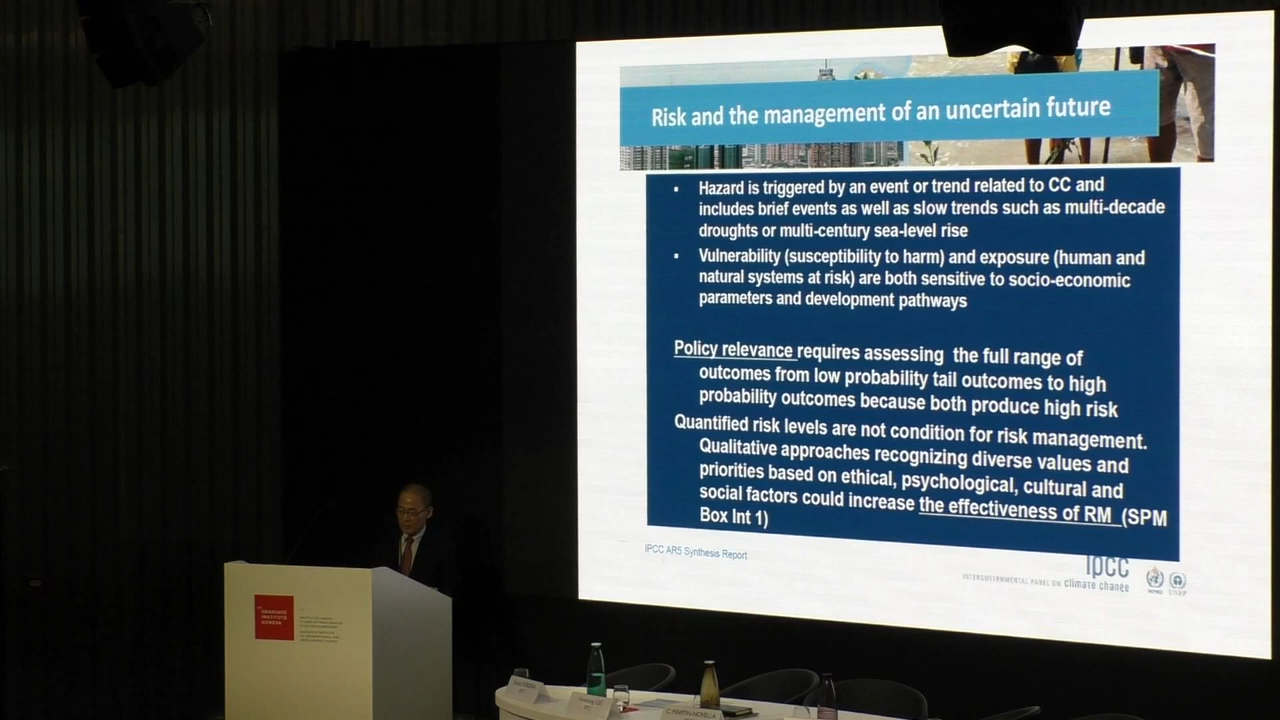 Risk and the management of an uncertain future
▪ Hazard is triggered by an event or trend related to CC and
includes brief events as well as slow trends such as multi-decade
droughts or multi-century sea-level rise
▪ Vulnerability (susceptibility to harm) and exposure (human and
natural systems at risk) are both sensitive to socio-economic
parameters and development pathways
Policy relevance requires assessing the full range of
outcomes from low probability tail outcomes to high
probability outcomes because both produce high risk
Quantified risk levels are not condition for risk management.
Qualitative approaches recognizing diverse values and
priorities based on ethical, psychological, cultural and
social factors could increase the effectiveness of RM (SPM
Box Int 1)
IPCC AR5 Synthesis Report
ipcc
INTERGOVERNMENTAL PANEL ON climate change
UNEP
GRADUATE
INSTITUTE
GENEVA
LEE
C. MARTIN-NOVELLA